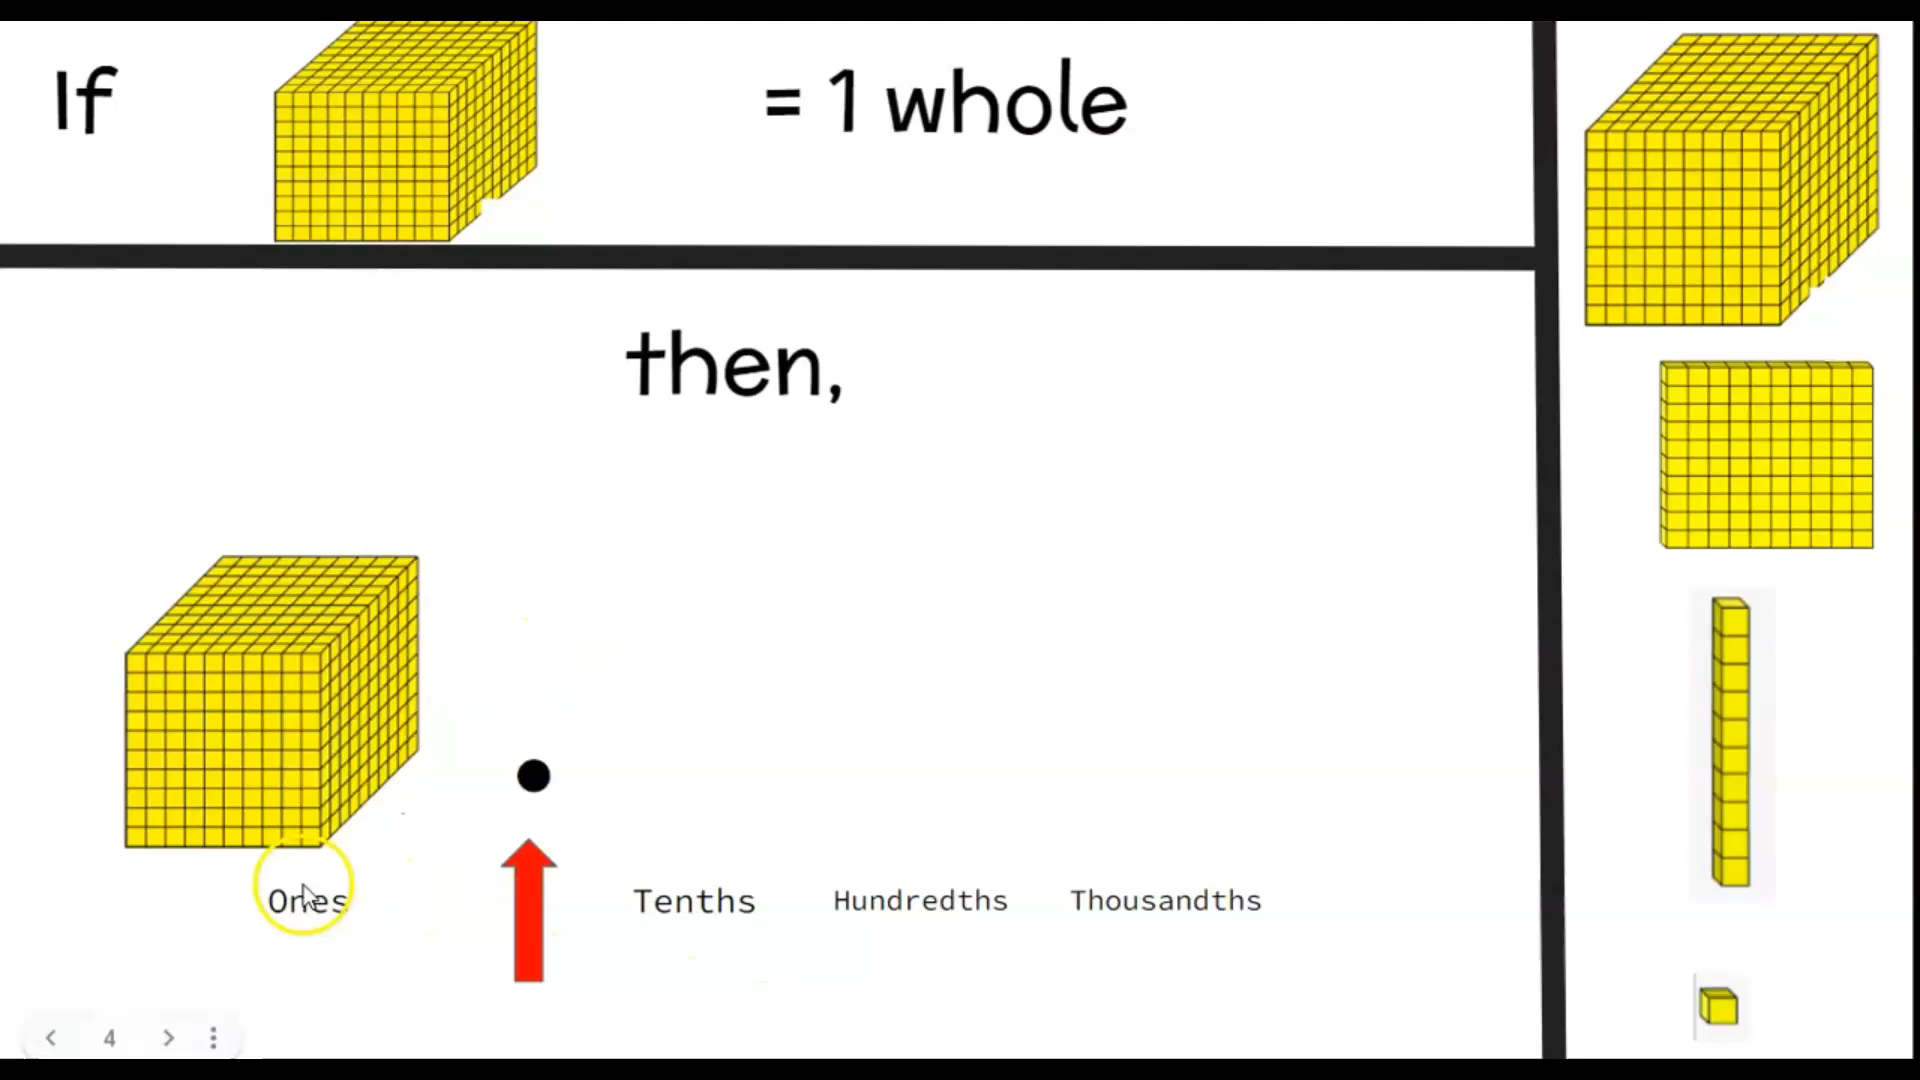 If = 1 whole
then,
Ones Tenths Hundredths Thousandths
4